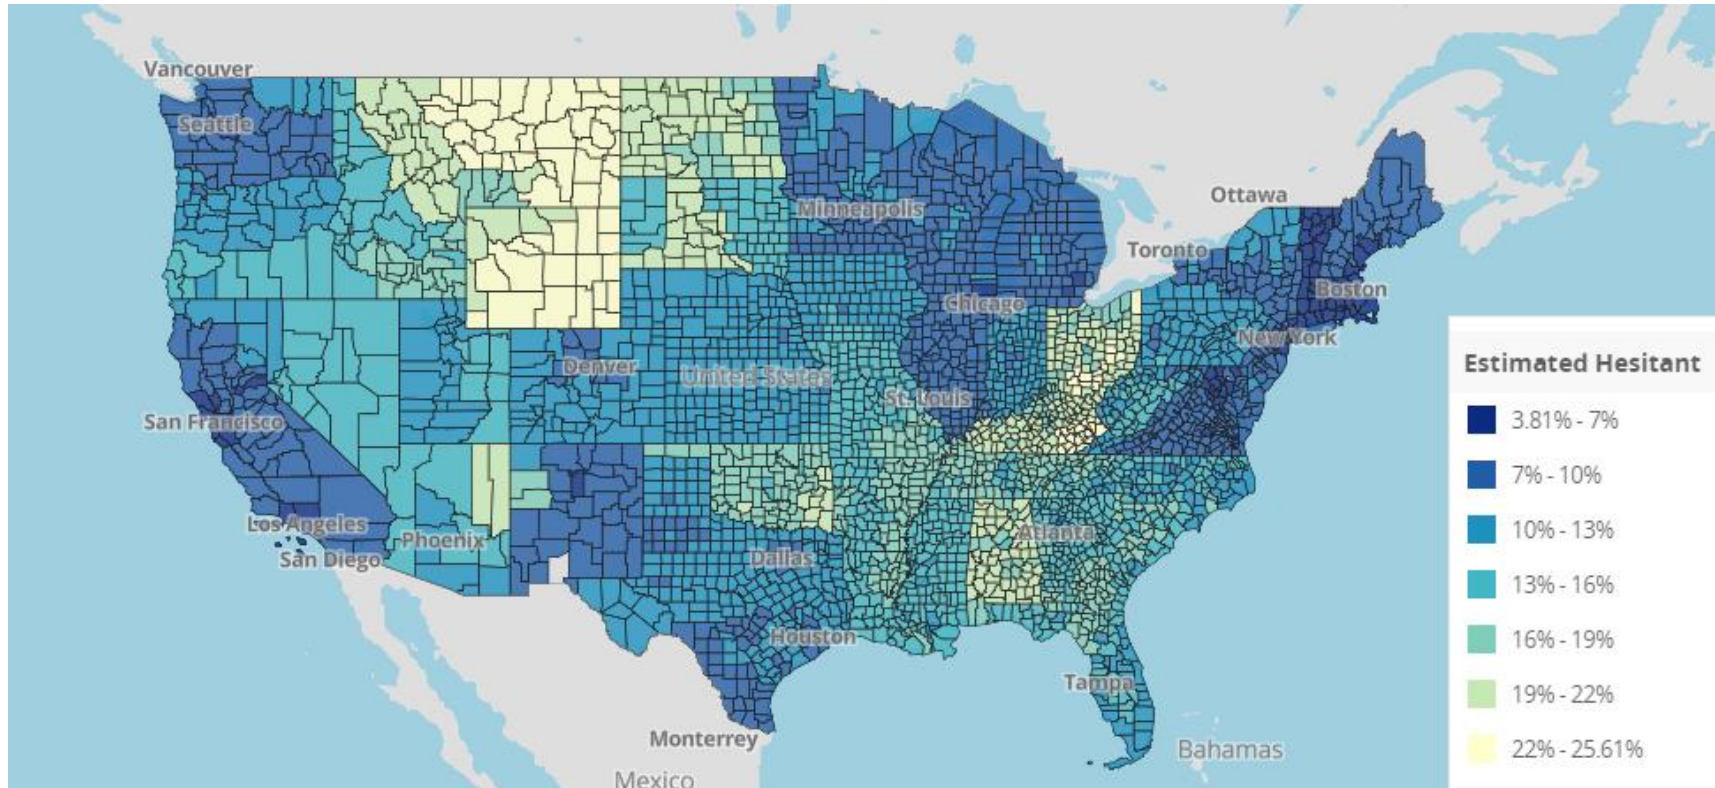 Vancouver
Seattle
Ottawa
Minneapolis
Toronto
Boston
Chicago
New York
Denver
United States
St. Louis
San Francisco
Los Angeles
Phoenix
Atlanta
San Diego
Dallas
Houston
Tampa
Monterrey
Bahamas
Mexico
Estimated Hesitant
3.81% - 7%
7% - 10%
10% - 13%
13% - 16%
16% - 19%
19% - 22%
22% - 25.61%